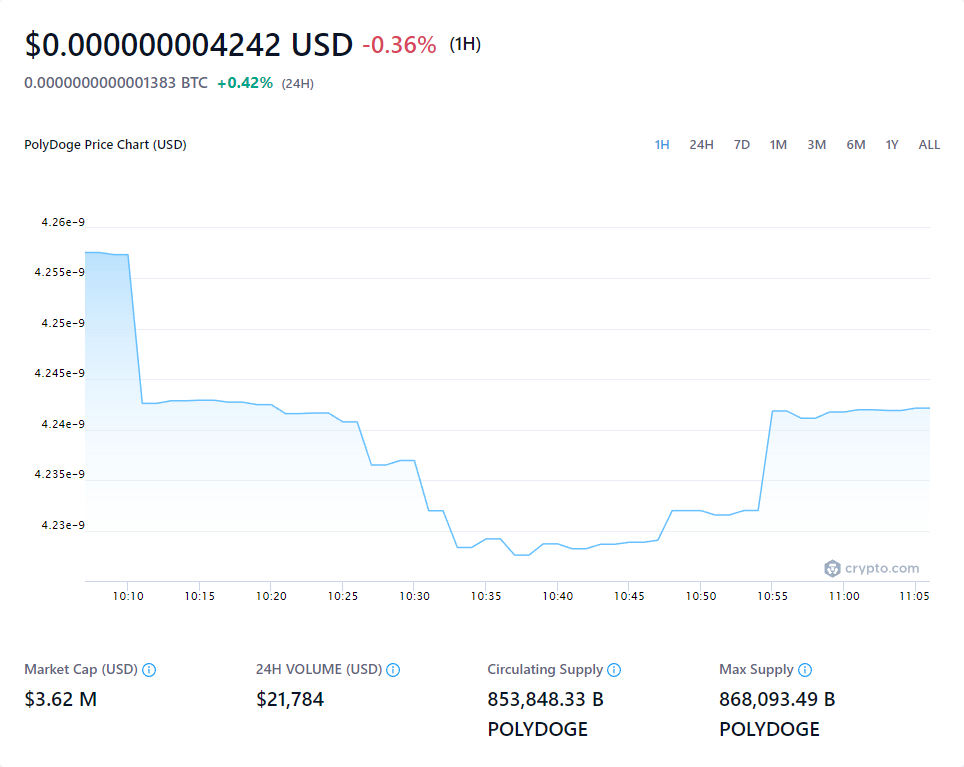 $0.000000004242 USD -0.36% (1H)
0.0000000000001383 BTC +0.42% (24H)
PolyDoge Price Chart (USD) 1H 24H 7D 1M 3M 6M 1Y ALL
4.26e-9
4.255e-9
4.25e-9
4.245e-9
4.24e-9
4.235e-9
4.23e-9
crypto.com
10:10 10:15 10:20 10:25 10:30 10:35 10:40 10:45 10:50 10:55 11:00 11:05
Market Cap (USD) 24H VOLUME (USD) Circulating Supply Max Supply
$3.62 M $21,784 853,848.33 B 868,093.49 B
POLYDOGE POLYDOGE